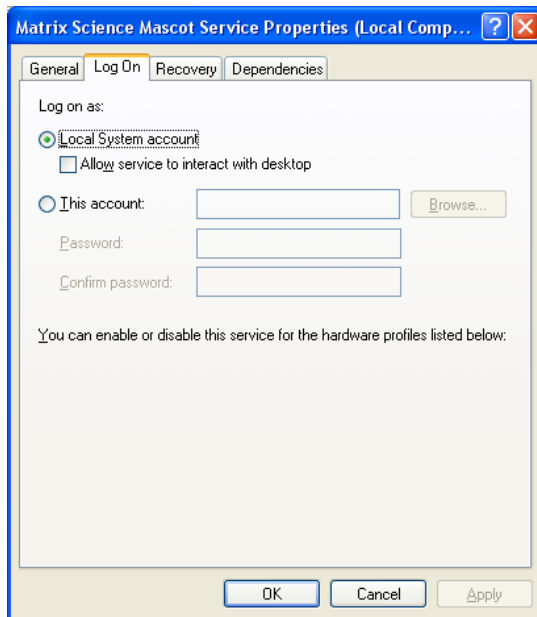 Matrix Science Mascot Service Properties (Local Comp...
General Log On Recovery Dependencies
Log on as:
Local System account
Allow service to interact with desktop
This account:
Browse...
Password:
Confirm password:
You can enable or disable this service for the hardware profiles listed below:
OK Cancel Apply